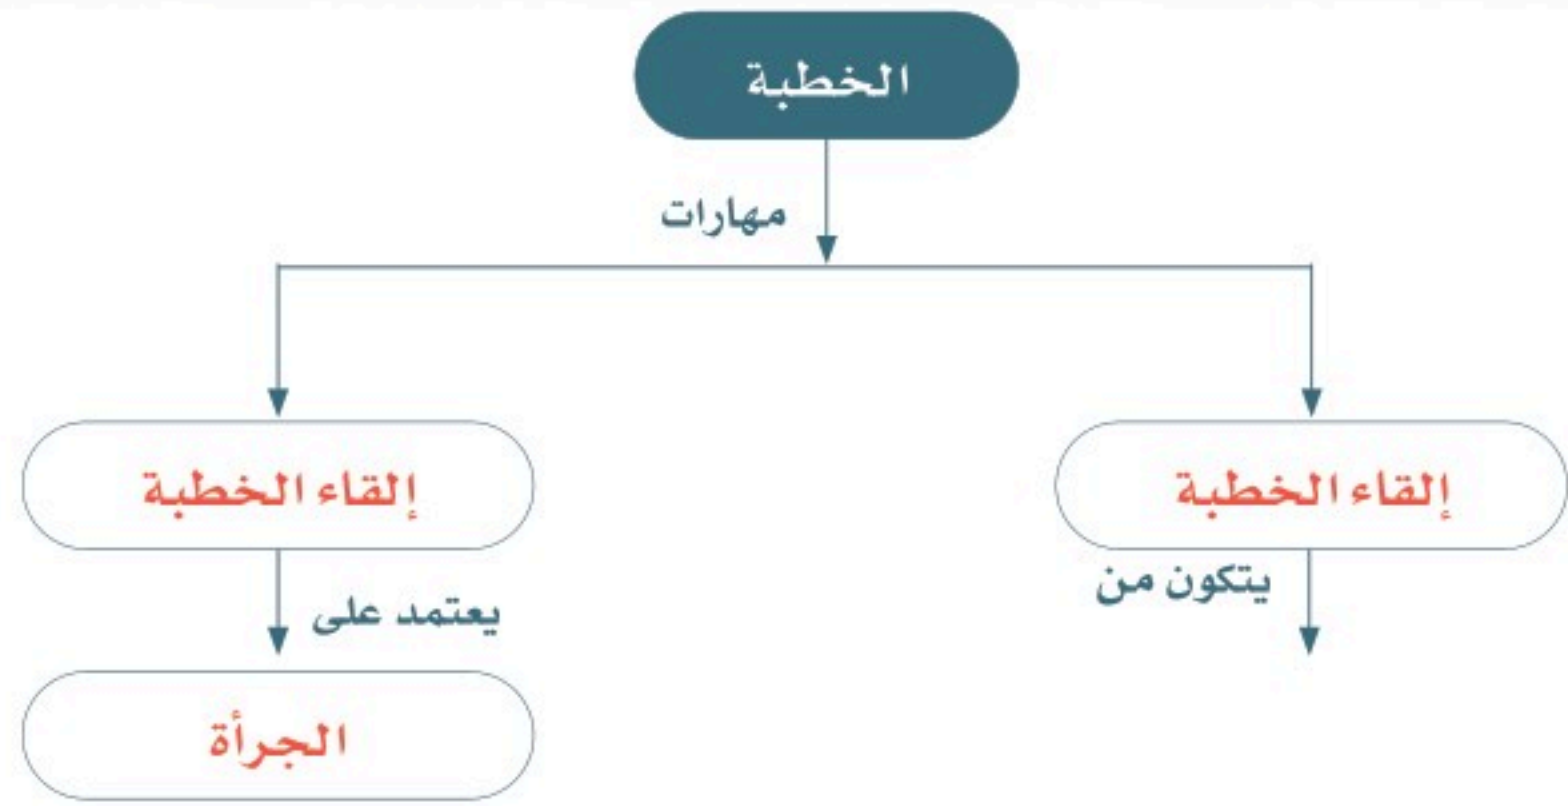 الخطبة
مهارات
إلقاء الخطبة
إلقاء الخطبة
يتكون من
يعتمد على
الجرأة